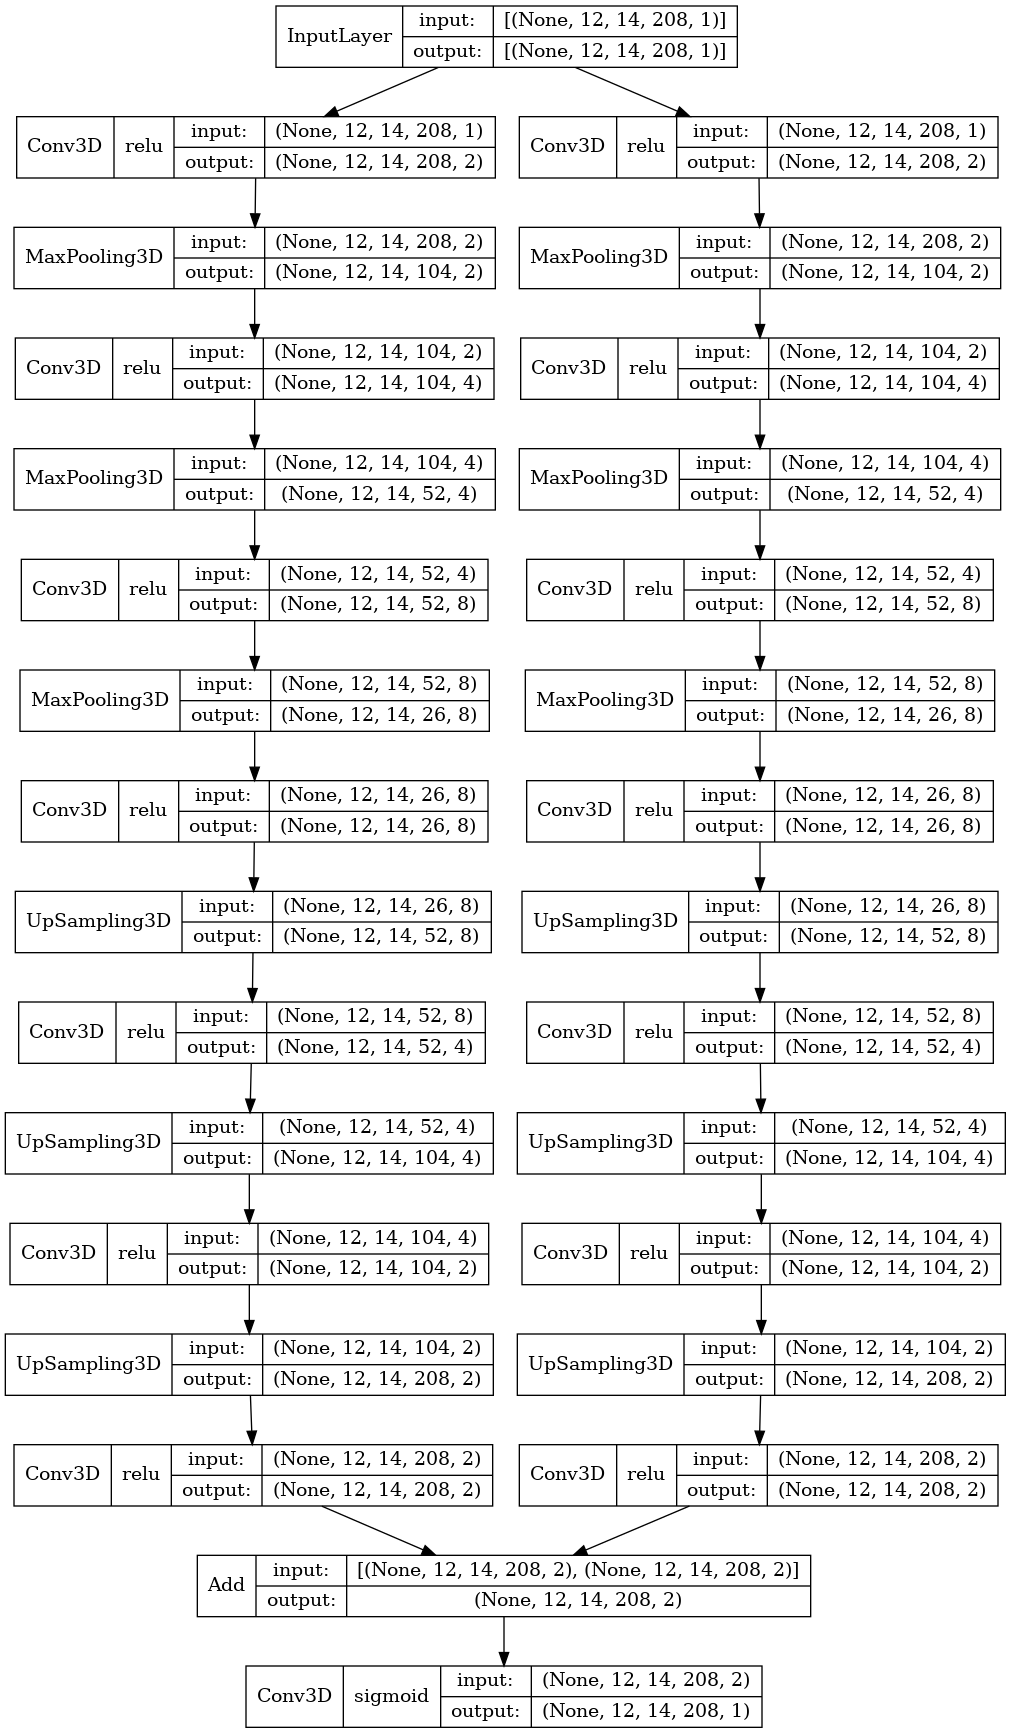 InputLayer input: [(None, 12, 14, 208, 1)]
output: [(None, 12, 14, 208, 1)]
Conv3D relu input: (None, 12, 14, 208, 1)
output: (None, 12, 14, 208, 2)
Conv3D relu input: (None, 12, 14, 208, 1)
output: (None, 12, 14, 208, 2)
MaxPooling3D input: (None, 12, 14, 208, 2)
output: (None, 12, 14, 104, 2)
MaxPooling3D input: (None, 12, 14, 208, 2)
output: (None, 12, 14, 104, 2)
Conv3D relu input: (None, 12, 14, 104, 2)
output: (None, 12, 14, 104, 4)
Conv3D relu input: (None, 12, 14, 104, 2)
output: (None, 12, 14, 104, 4)
MaxPooling3D input: (None, 12, 14, 104, 4)
output: (None, 12, 14, 52, 4)
MaxPooling3D input: (None, 12, 14, 104, 4)
output: (None, 12, 14, 52, 4)
Conv3D relu input: (None, 12, 14, 52, 4)
output: (None, 12, 14, 52, 8)
Conv3D relu input: (None, 12, 14, 52, 4)
output: (None, 12, 14, 52, 8)
MaxPooling3D input: (None, 12, 14, 52, 8)
output: (None, 12, 14, 26, 8)
MaxPooling3D input: (None, 12, 14, 52, 8)
output: (None, 12, 14, 26, 8)
Conv3D relu input: (None, 12, 14, 26, 8)
output: (None, 12, 14, 26, 8)
Conv3D relu input: (None, 12, 14, 26, 8)
output: (None, 12, 14, 26, 8)
UpSampling3D input: (None, 12, 14, 26, 8)
output: (None, 12, 14, 52, 8)
UpSampling3D input: (None, 12, 14, 26, 8)
output: (None, 12, 14, 52, 8)
Conv3D relu input: (None, 12, 14, 52, 8)
output: (None, 12, 14, 52, 4)
Conv3D relu input: (None, 12, 14, 52, 8)
output: (None, 12, 14, 52, 4)
UpSampling3D input: (None, 12, 14, 52, 4)
output: (None, 12, 14, 104, 4)
UpSampling3D input: (None, 12, 14, 52, 4)
output: (None, 12, 14, 104, 4)
Conv3D relu input: (None, 12, 14, 104, 4)
output: (None, 12, 14, 104, 2)
Conv3D relu input: (None, 12, 14, 104, 4)
output: (None, 12, 14, 104, 2)
UpSampling3D input: (None, 12, 14, 104, 2)
output: (None, 12, 14, 208, 2)
UpSampling3D input: (None, 12, 14, 104, 2)
output: (None, 12, 14, 208, 2)
Conv3D relu input: (None, 12, 14, 208, 2)
output: (None, 12, 14, 208, 2)
Conv3D relu input: (None, 12, 14, 208, 2)
output: (None, 12, 14, 208, 2)
Add input: [(None, 12, 14, 208, 2), (None, 12, 14, 208, 2)]
output: (None, 12, 14, 208, 2)
Conv3D sigmoid input: (None, 12, 14, 208, 2)
output: (None, 12, 14, 208, 1)